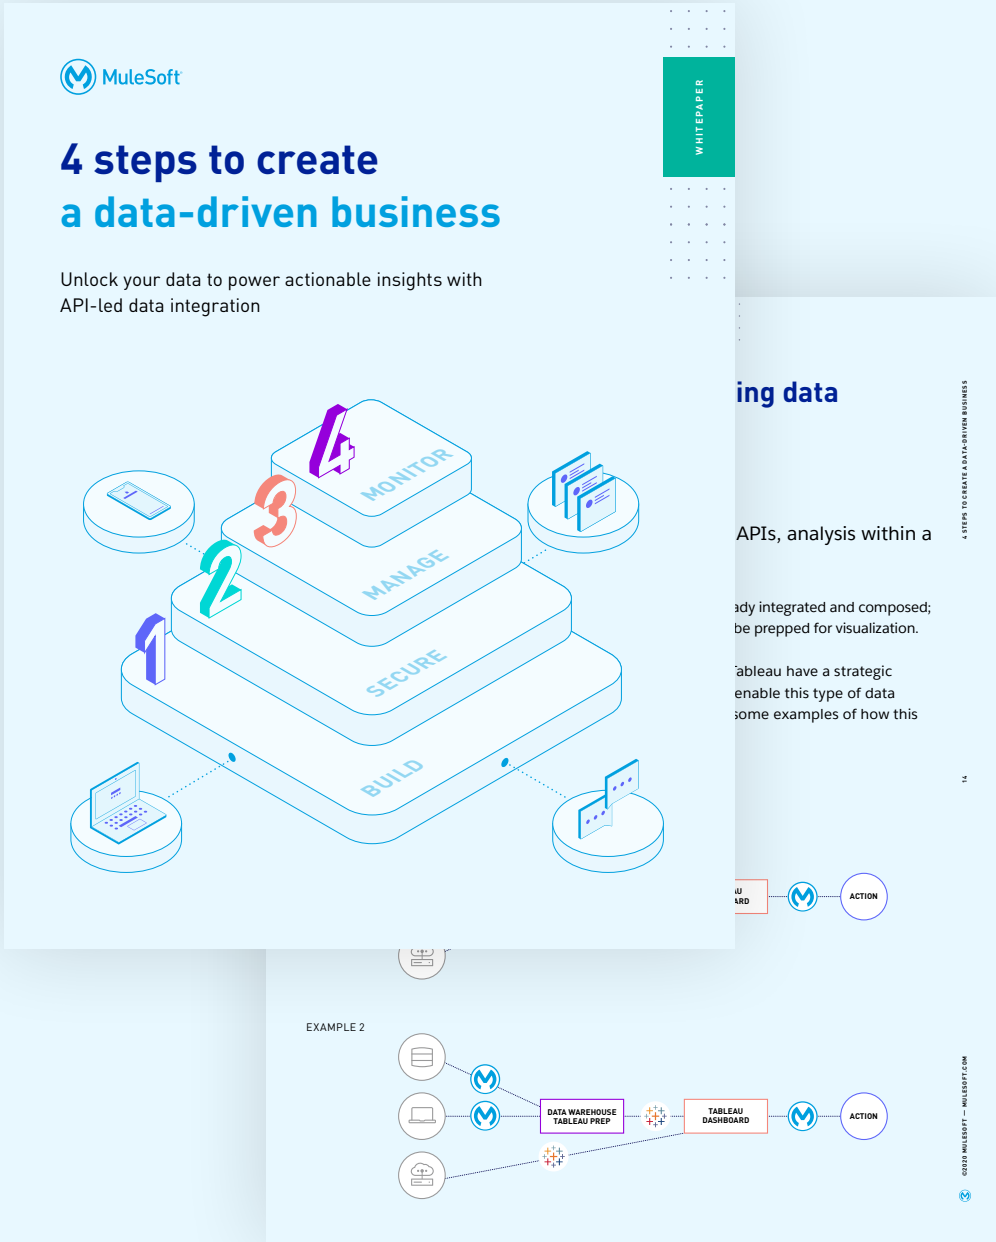 MuleSoft
WHITEPAPER
4 steps to create
a data-driven business
Unlock your data to power actionable insights with
API-led data integration
4
MONITOR
3
MANAGE
2
SECURE
1
BUILD
ing data
4 STEPS TO CREATE A DATA-DRIVEN BUSINESS
APIs, analysis within a
ady integrated and composed;
be prepped for visualization.
Tableau have a strategic
enable this type of data
some examples of how this
14
AU
ARD
ACTION
EXAMPLE 2
DATA WAREHOUSE
TABLEAU PREP
TABLEAU
DASHBOARD
ACTION
©2020 MULESOFT — MULESOFT.COM